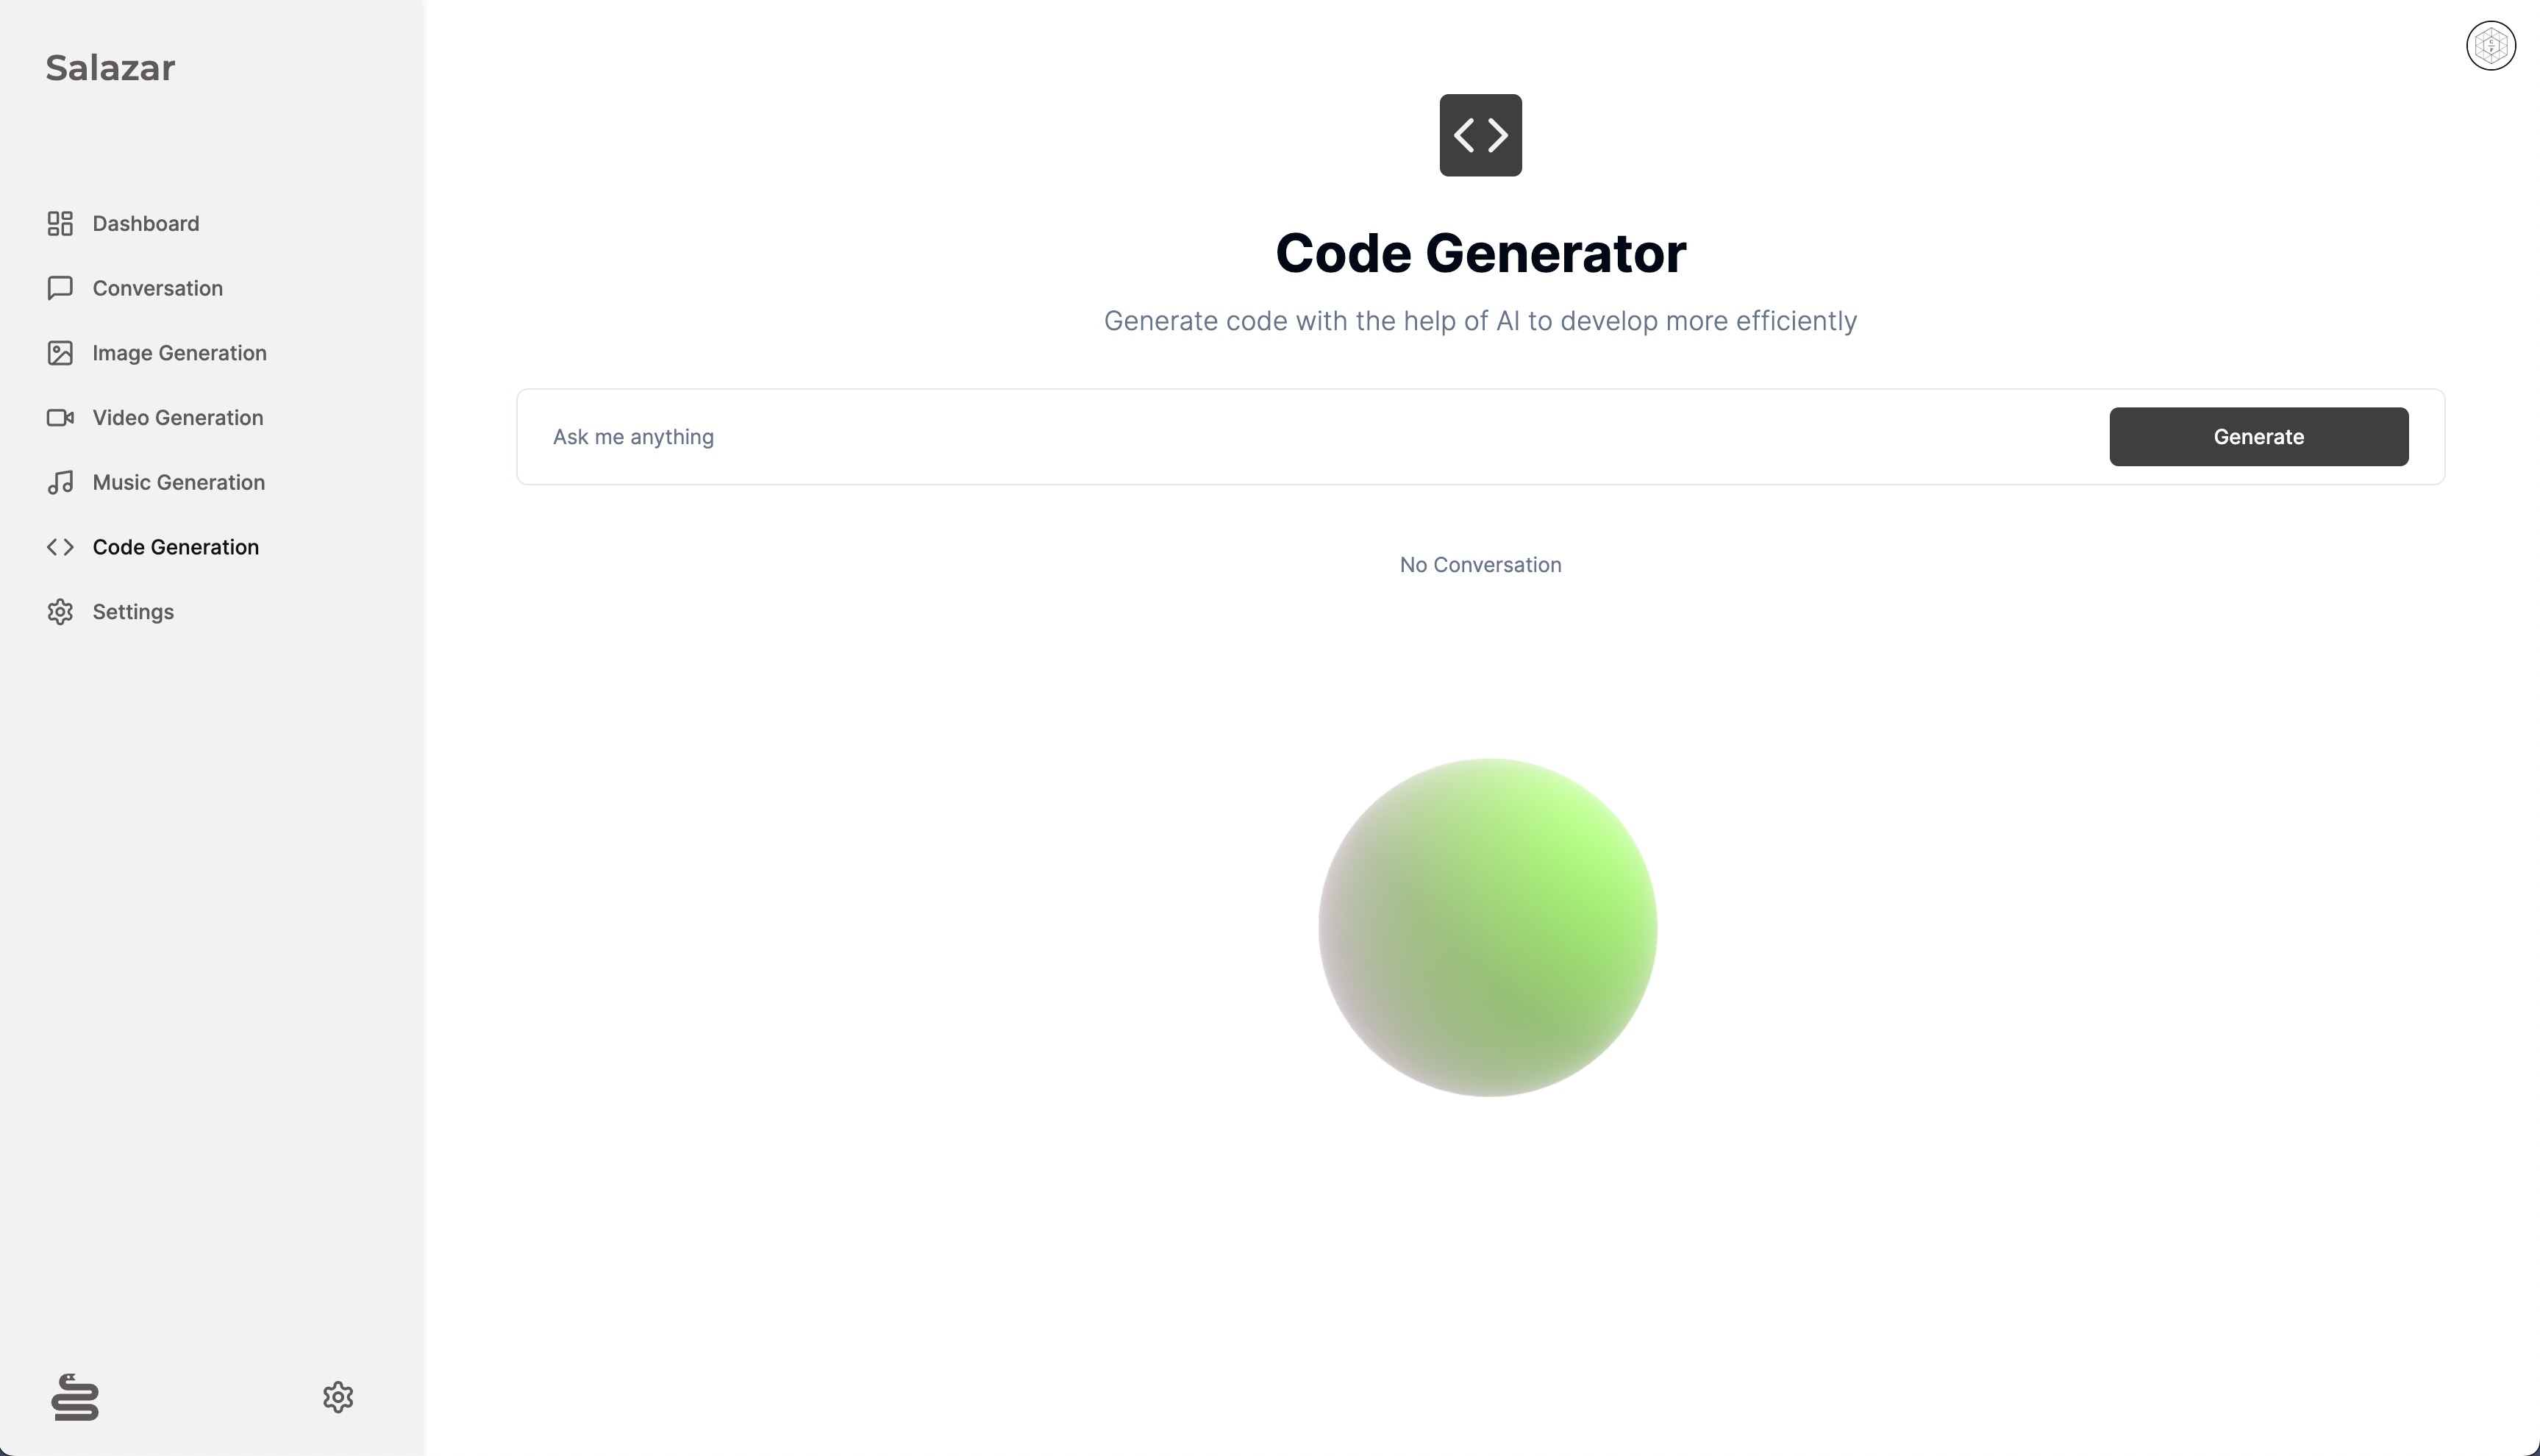 Salazar
Dashboard
Conversation
Image Generation
Video Generation
Music Generation
Code Generation
Settings
Code Generator
Generate code with the help of AI to develop more efficiently
Ask me anything
Generate
No Conversation